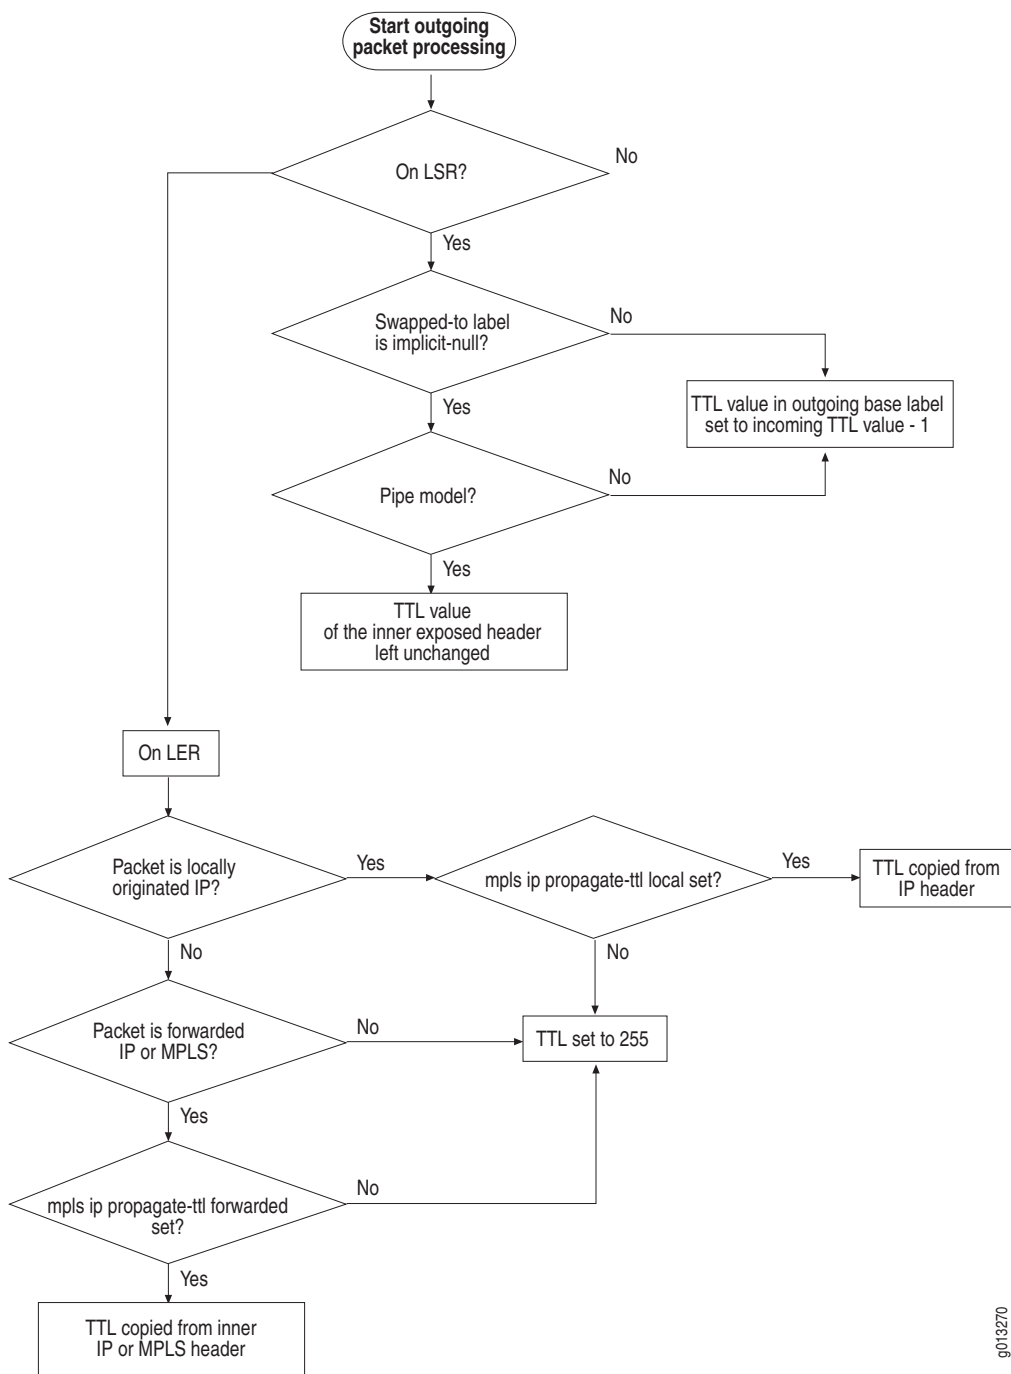 Start outgoing
packet processing
On LSR?
No
Yes
Swapped-to label
is implicit-null?
No
TTL value in outgoing base label
set to incoming TTL value - 1
Yes
Pipe model?
No
Yes
TTL value
of the inner exposed header
left unchanged
On LER
Packet is locally
originated IP?
Yes
mpls ip propagate-ttl local set?
Yes
TTL copied from
IP header
No
No
Packet is forwarded
IP or MPLS?
No
TTL set to 255
Yes
mpls ip propagate-ttl forwarded
set?
No
Yes
TTL copied from inner
IP or MPLS header
g013270